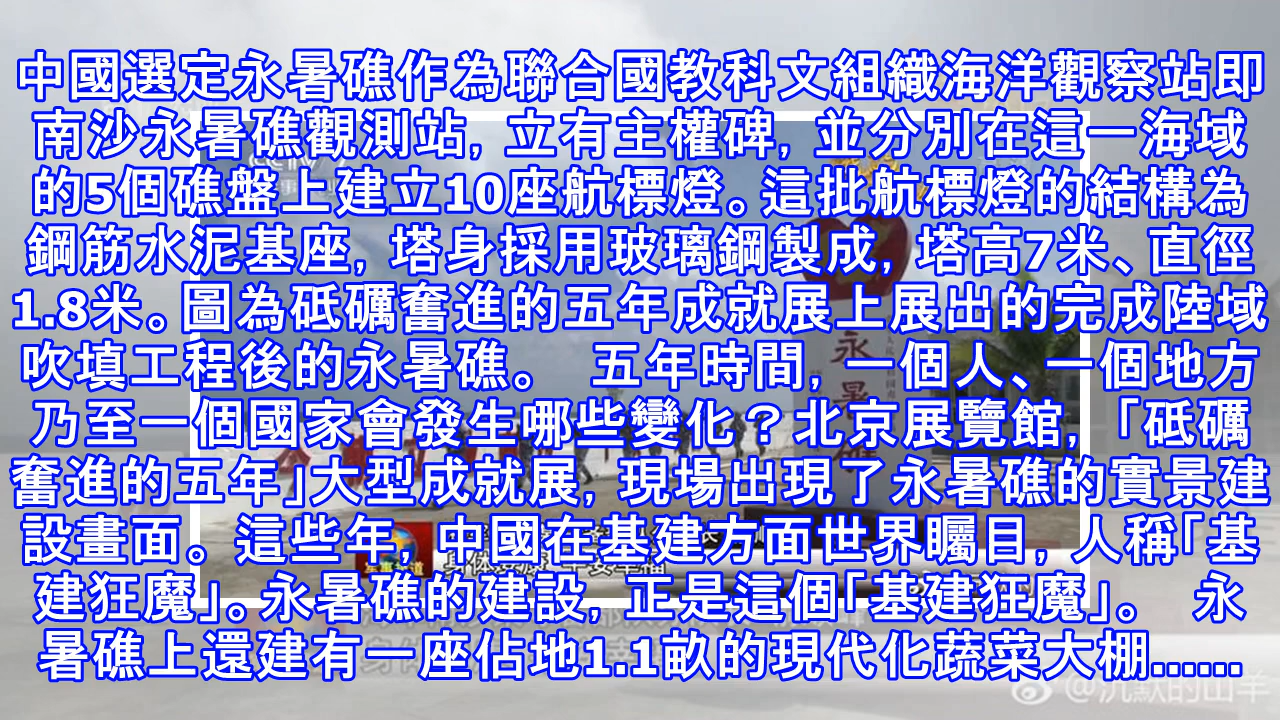 中國選定永暑礁作為聯合國教科文組織海洋觀察站即
南沙永暑礁觀測站, 立有主權碑, 並分別在這一海域
的5個礁盤上建立10座航標燈。這批航標燈的結構為
鋼筋水泥基座, 塔身採用玻璃鋼製成, 塔高7米、直徑
1.8米。圖為砥礪奮進的五年成就展上展出的完成陸域
吹填工程後的永暑礁。 五年時間, 一個人、一個地方
乃至一個國家會發生哪些變化？北京展覽館, 「砥礪
奮進的五年」大型成就展, 現場出現了永暑礁的實景建
設畫面。這些年, 中國在基建方面世界矚目, 人稱「基
建狂魔」。永暑礁的建設, 正是這個「基建狂魔」。 永
暑礁上還建有一座佔地1.1畝的現代化蔬菜大棚......
永暑礁
@沉默的山羊